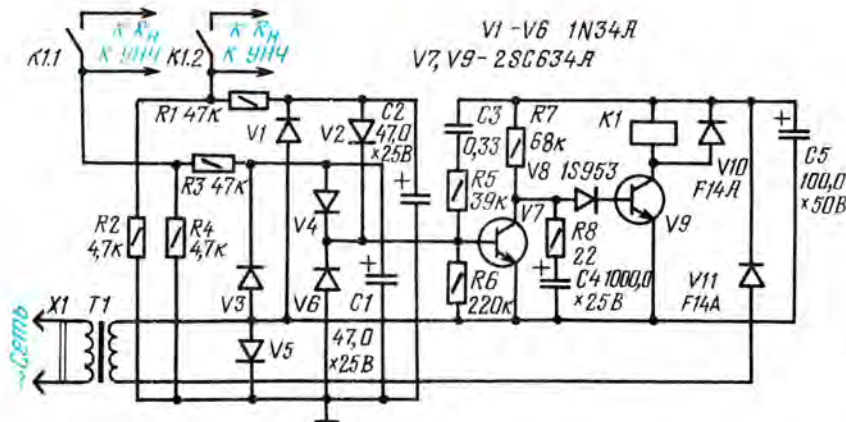 К RН
К УНЧ
К1.1
К RН
К УНЧ
К1.2
V1 -V6 1N34A
V7, V9 - 2SC634A
R1 47К
V1
V2
C2
47,0
×25В
R3 47К
V4
R2
4,7К
R4
4,7К
V3
V6
C1
47,0
×25В
V5
~Сеть
X1
T1
C3
0,33
R5
39К
R6
220К
R7
68К
V8 1S953
V7
R8
22
C4 1000,0
×25В
К1
V9
V10
F14A
V11
F14A
C5
100,0
×50В